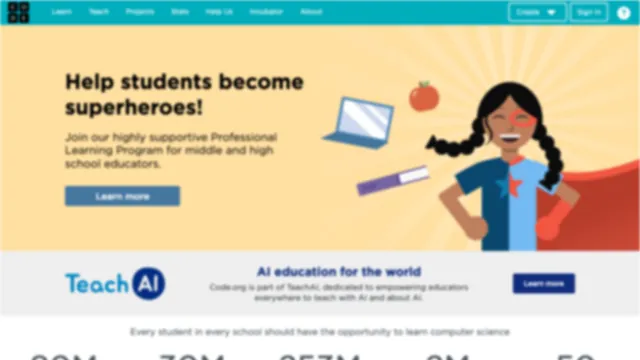 Learn Teach Projects Stats Help Us Incubator About Create Sign in ?
Help students become
superheroes!
Join our highly supportive Professional
Learning Program for middle and high
school educators.
Learn more
TeachAI
AI education for the world
Code.org is part of TeachAI, dedicated to empowering educators
everywhere to teach with AI and about AI.
Learn more
Every student in every school should have the opportunity to learn computer science